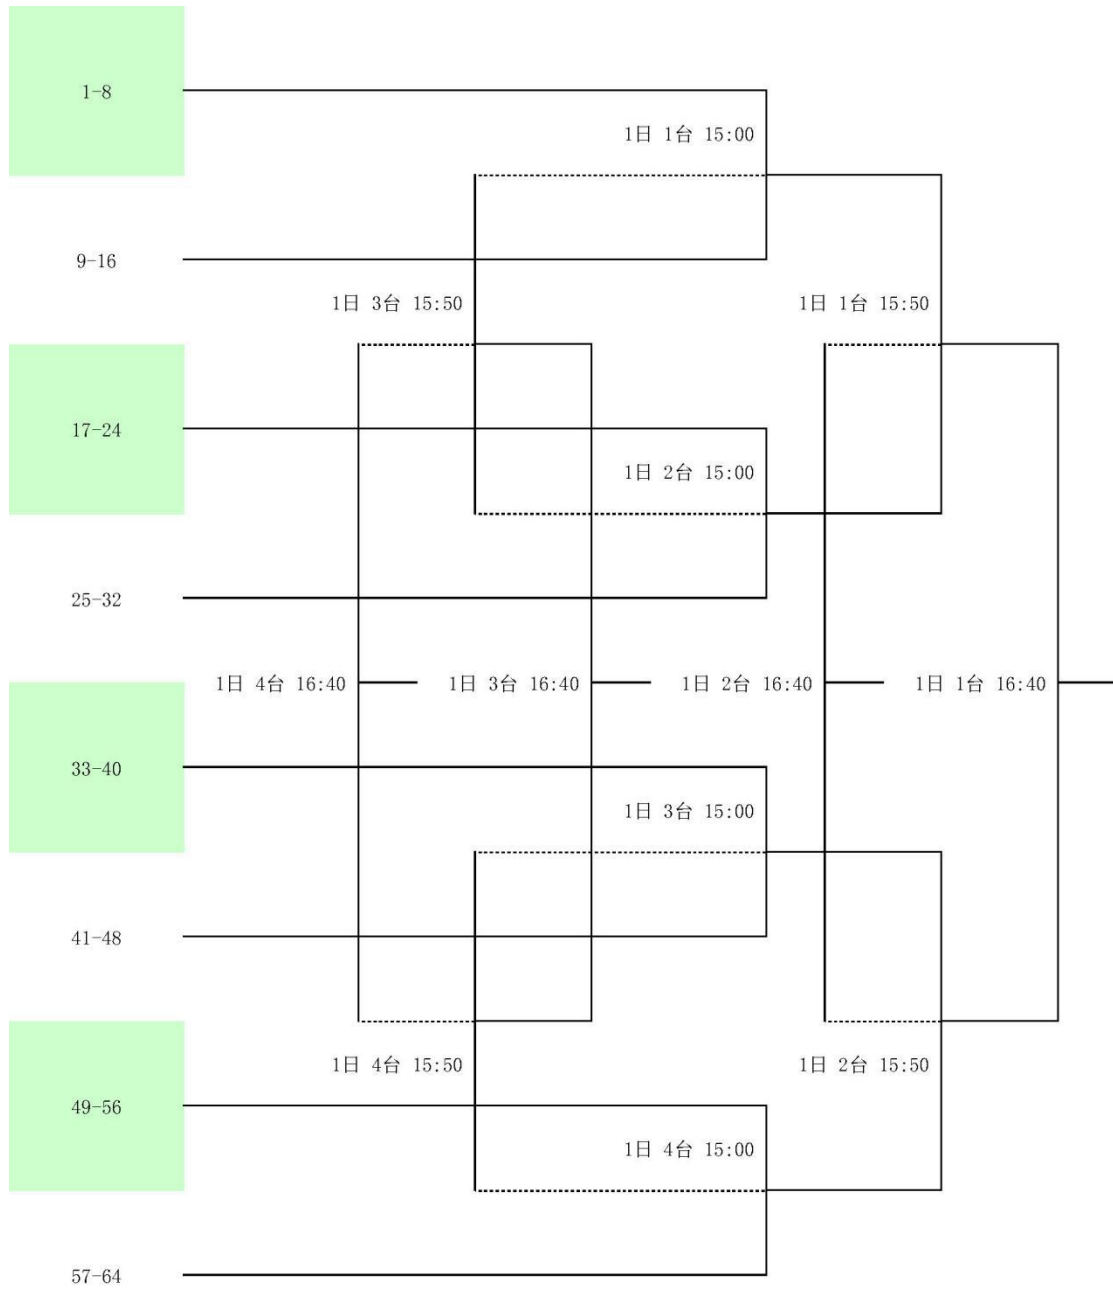 1-8
1日 1台 15:00
9-16
1日 3台 15:50
1日 1台 15:50
17-24
1日 2台 15:00
25-32
1日 4台 16:40
1日 3台 16:40
1日 2台 16:40
1日 1台 16:40
33-40
1日 3台 15:00
41-48
1日 4台 15:50
1日 2台 15:50
49-56
1日 4台 15:00
57-64